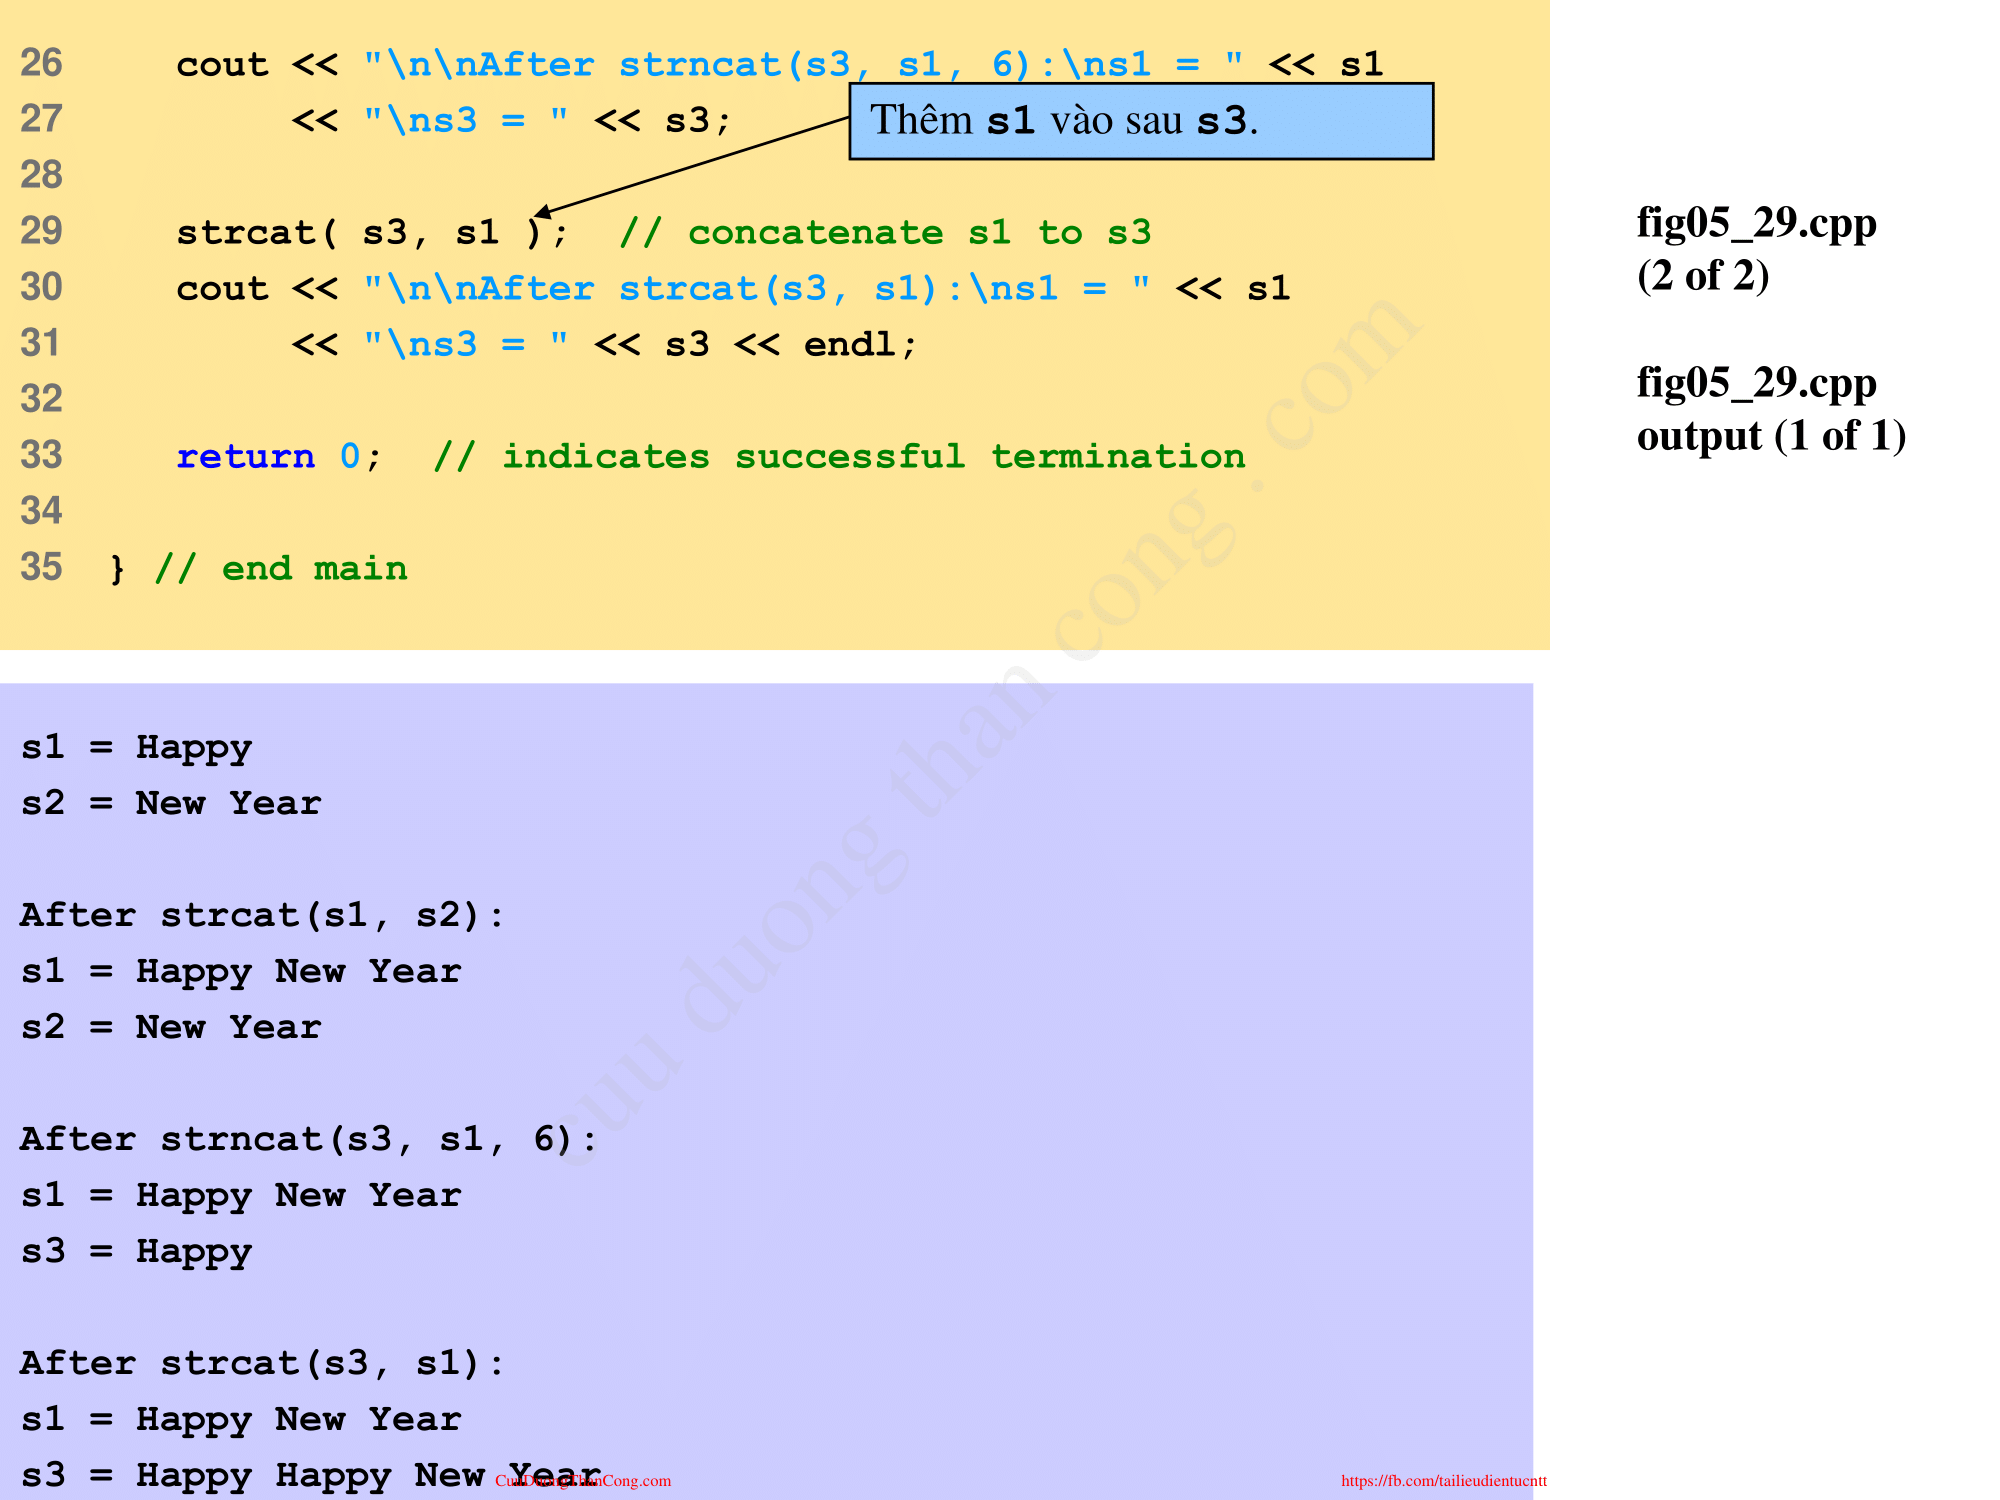 26 cout << "\n\nAfter strncat(s3, s1, 6):\ns1 = " << s1
27 << "\ns3 = " << s3;
Thêm s1 vào sau s3.
28
29 strcat( s3, s1 ); // concatenate s1 to s3
30 cout << "\n\nAfter strcat(s3, s1):\ns1 = " << s1
31 << "\ns3 = " << s3 << endl;
32
33 return 0; // indicates successful termination
34
35 } // end main
fig05_29.cpp
(2 of 2)
fig05_29.cpp
output (1 of 1)
s1 = Happy
s2 = New Year
After strcat(s1, s2):
s1 = Happy New Year
s2 = New Year
After strncat(s3, s1, 6):
s1 = Happy New Year
s3 = Happy
After strcat(s3, s1):
s1 = Happy New Year
s3 = Happy Happy New Year
cuu duong than cong . com
CuuDuongThanCong.com
https://fb.com/tailieudientucntt